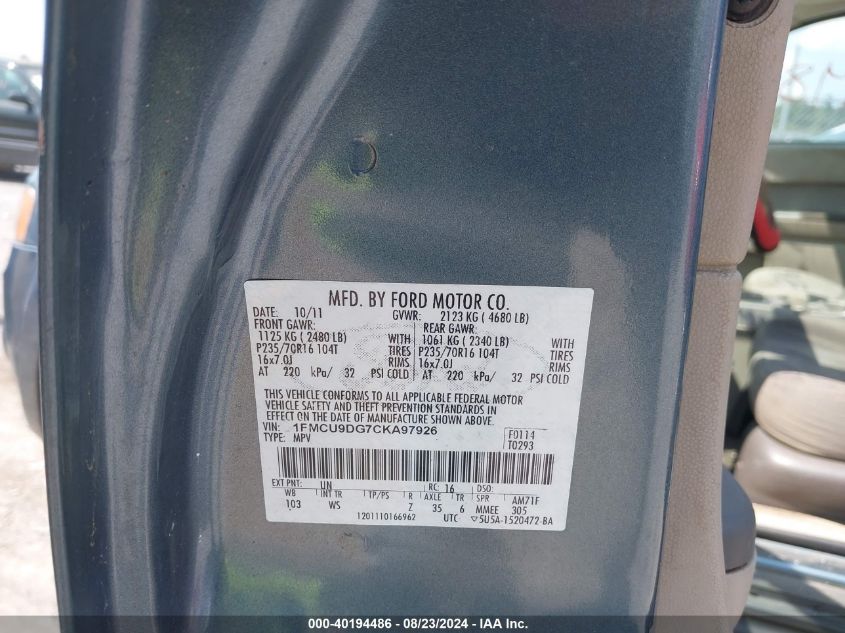 MFD. BY FORD MOTOR CO.
DATE: 10/11 GVWR: 2123 KG ( 4680 LB)
FRONT GAWR: REAR GAWR:
1125 KG ( 2480 LB) WITH 1061 KG ( 2340 LB) WITH
P235/70R16 104T TIRES P235/70R16 104T TIRES
16x7.0J RIMS 16x7.0J RIMS
AT 220 kPa/ 32 PSI COLD AT 220 kPa/ 32 PSI COLD
THIS VEHICLE CONFORMS TO ALL APPLICABLE FEDERAL MOTOR
VEHICLE SAFETY AND THEFT PREVENTION STANDARDS IN
EFFECT ON THE DATE OF MANUFACTURE SHOWN ABOVE.
VIN: 1FMCU9DG7CKA97926 F0114
TYPE: MPV T0293
EXT PNT: UN RC: 16 DSO:
WB INT TR TP/PS R AXLE TR SPR AM71F
103 WS Z 35 6 MMEE 305
1201110166962 UTC ▽5U5A-1520472-BA
000-40194486 / 08/23/2024 / IAAI.COM